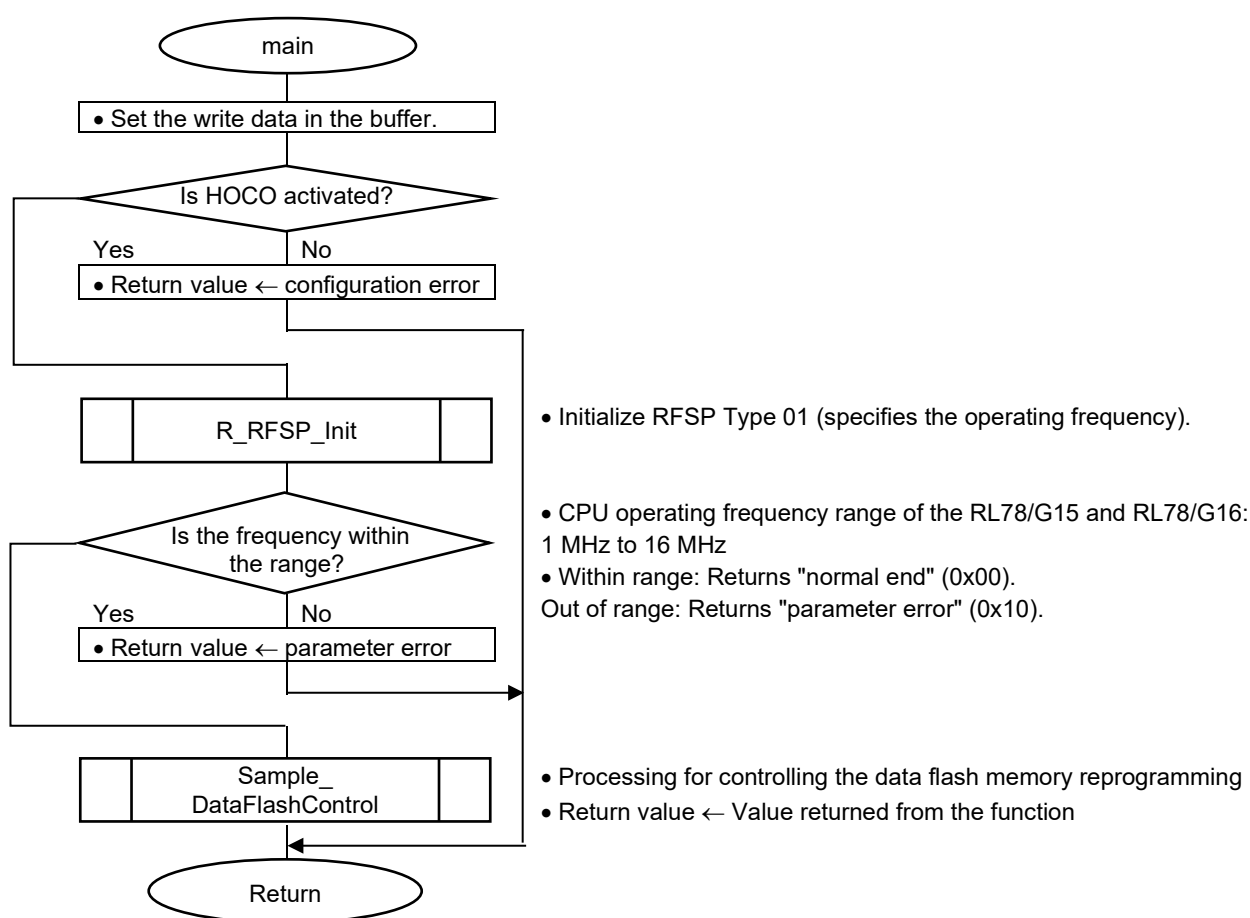 main
• Set the write data in the buffer.
Is HOCO activated?
Yes
No
• Return value ← configuration error
R_RFSP_Init
• Initialize RFSP Type 01 (specifies the operating frequency).
Is the frequency within
the range?
• CPU operating frequency range of the RL78/G15 and RL78/G16:
1 MHz to 16 MHz
• Within range: Returns "normal end" (0x00).
Out of range: Returns "parameter error" (0x10).
Yes
No
• Return value ← parameter error
Sample_
DataFlashControl
• Processing for controlling the data flash memory reprogramming
• Return value ← Value returned from the function
Return